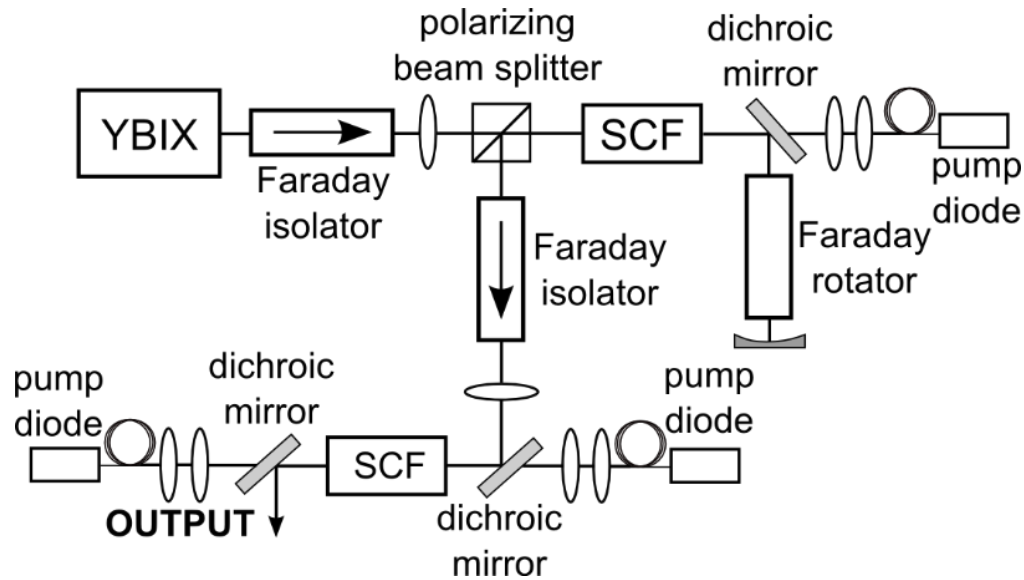 polarizing
beam splitter
dichroic
mirror
YBIX
SCF
Faraday
isolator
pump
diode
Faraday
isolator
Faraday
rotator
pump
diode
dichroic
mirror
pump
diode
SCF
OUTPUT
dichroic
mirror